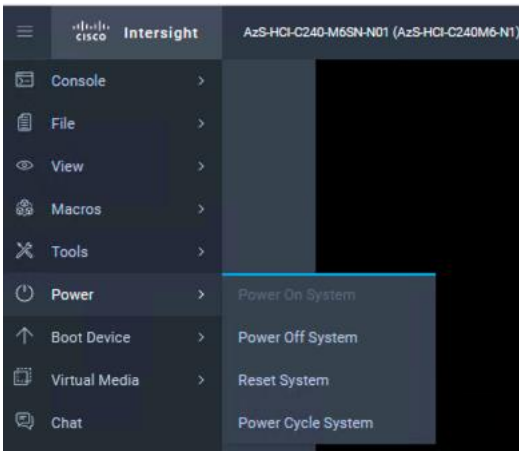 cisco Intersight
AzS-HCI-C240-M6SN-N01 (AzS-HCI-C240M6-N1)
Console
File
View
Macros
Tools
Power
Power On System
Boot Device
Power Off System
Virtual Media
Reset System
Chat
Power Cycle System